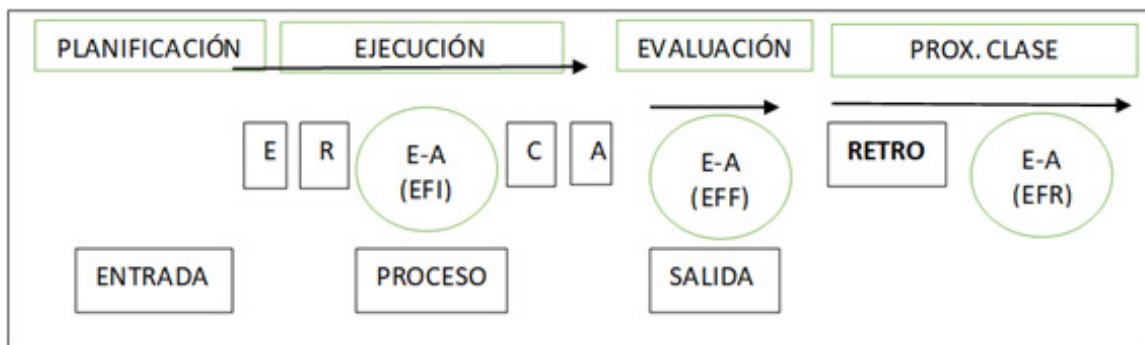 PLANIFICACIÓN EJECUCIÓN EVALUACIÓN PROX. CLASE
E R E-A (EFI) C A E-A (EFF) RETRO E-A (EFR)
ENTRADA PROCESO SALIDA